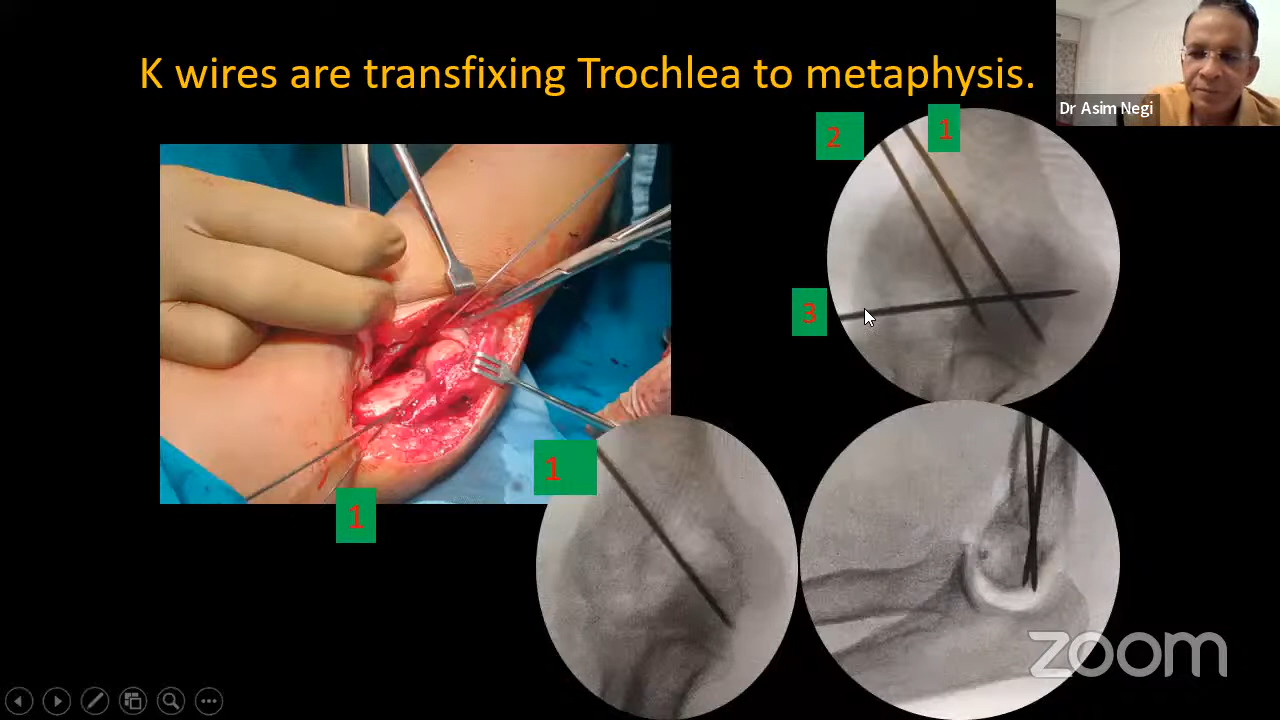 K wires are transfixing Trochlea to metaphysis.
Dr Asim Negi
2
1
3
1
1
zoom